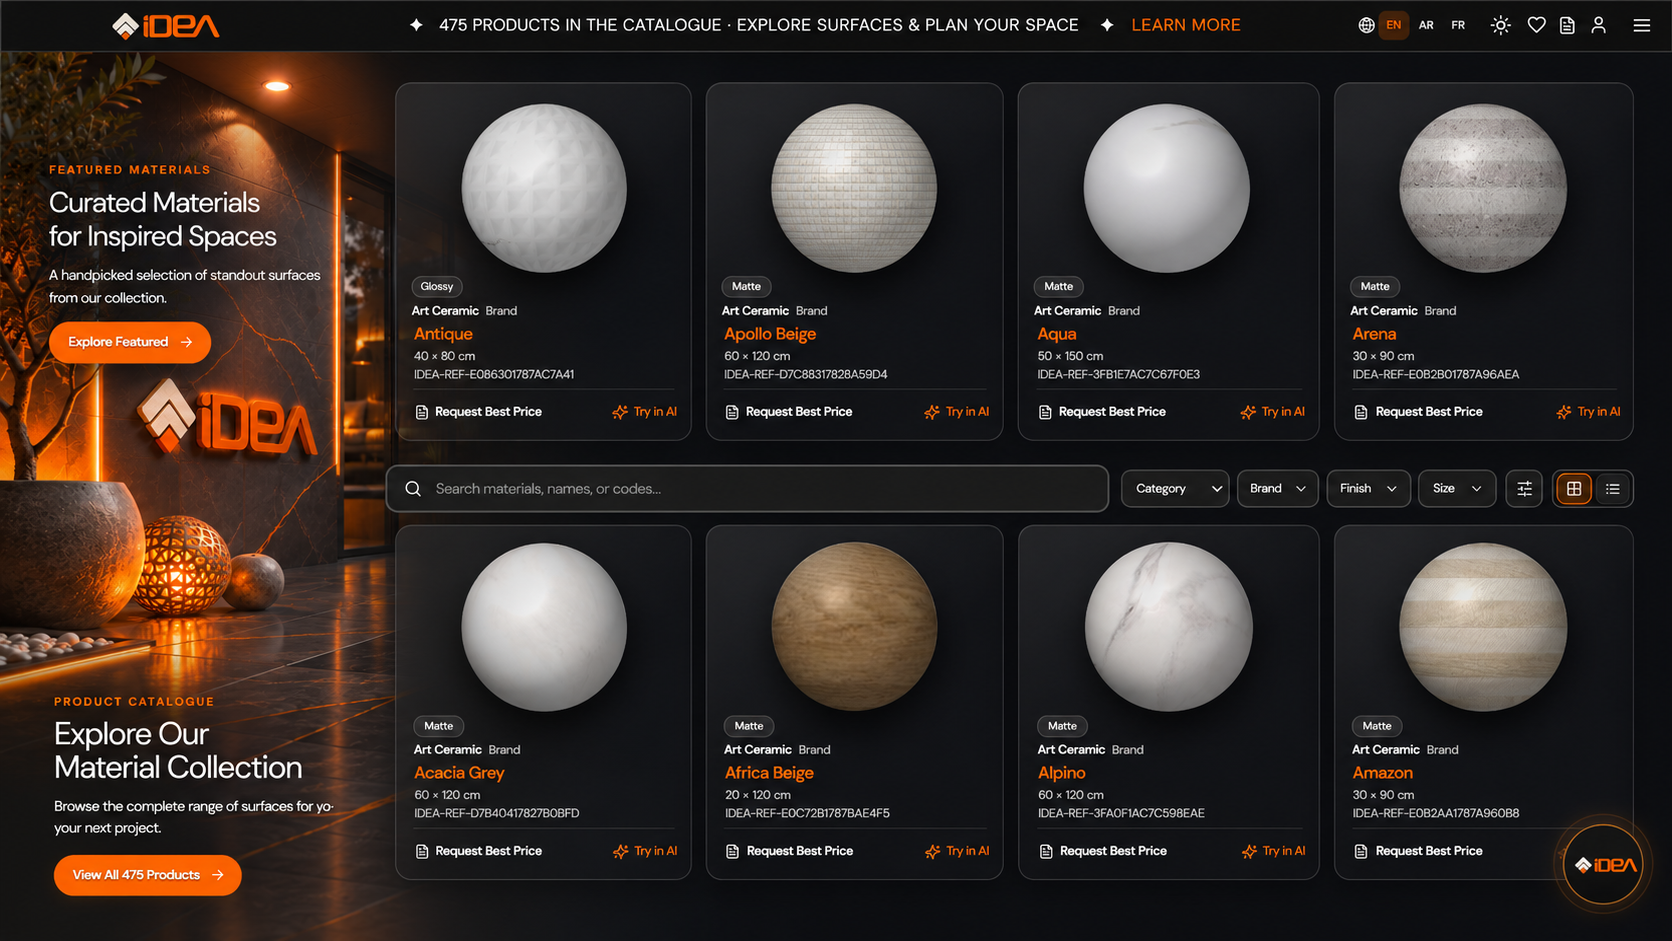 iDEA
✦ 475 PRODUCTS IN THE CATALOGUE · EXPLORE SURFACES & PLAN YOUR SPACE ✦ LEARN MORE
EN AR FR
FEATURED MATERIALS
Curated Materials
for Inspired Spaces
A handpicked selection of standout surfaces
from our collection.
Explore Featured →
iDEA
PRODUCT CATALOGUE
Explore Our
Material Collection
Browse the complete range of surfaces for yo-
your next project.
View All 475 Products →
Glossy
Art Ceramic Brand
Antique
40 × 80 cm
IDEA-REF-E086301787AC7A41
Request Best Price Try in AI
Matte
Art Ceramic Brand
Apollo Beige
60 × 120 cm
IDEA-REF-D7C88317828A59D4
Request Best Price Try in AI
Matte
Art Ceramic Brand
Aqua
50 × 150 cm
IDEA-REF-3FB1E7AC7C67F0E3
Request Best Price Try in AI
Matte
Art Ceramic Brand
Arena
30 × 90 cm
IDEA-REF-E0B2B01787A96AEA
Request Best Price Try in AI
Search materials, names, or codes...
Category Brand Finish Size
Matte
Art Ceramic Brand
Acacia Grey
60 × 120 cm
IDEA-REF-D7B40417827B0BFD
Request Best Price Try in AI
Matte
Art Ceramic Brand
Africa Beige
20 × 120 cm
IDEA-REF-E0C72B1787BAE4F5
Request Best Price Try in AI
Matte
Art Ceramic Brand
Alpino
60 × 120 cm
IDEA-REF-3FA0F1AC7C598EAE
Request Best Price Try in AI
Matte
Art Ceramic Brand
Amazon
30 × 90 cm
IDEA-REF-E0B2AA1787A960B8
Request Best Price
iDEA